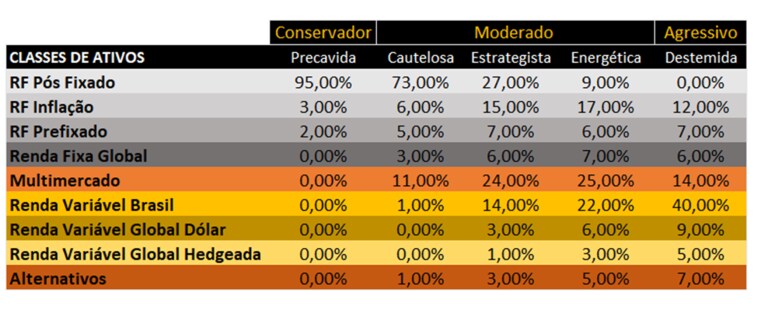 Conservador Moderado Agressivo
CLASSES DE ATIVOS Precavida Cautelosa Estrategista Energética Destemida
RF Pós Fixado 95,00% 73,00% 27,00% 9,00% 0,00%
RF Inflação 3,00% 6,00% 15,00% 17,00% 12,00%
RF Prefixado 2,00% 5,00% 7,00% 6,00% 7,00%
Renda Fixa Global 0,00% 3,00% 6,00% 7,00% 6,00%
Multimercado 0,00% 11,00% 24,00% 25,00% 14,00%
Renda Variável Brasil 0,00% 1,00% 14,00% 22,00% 40,00%
Renda Variável Global Dólar 0,00% 0,00% 3,00% 6,00% 9,00%
Renda Variável Global Hedgeada 0,00% 0,00% 1,00% 3,00% 5,00%
Alternativos 0,00% 1,00% 3,00% 5,00% 7,00%